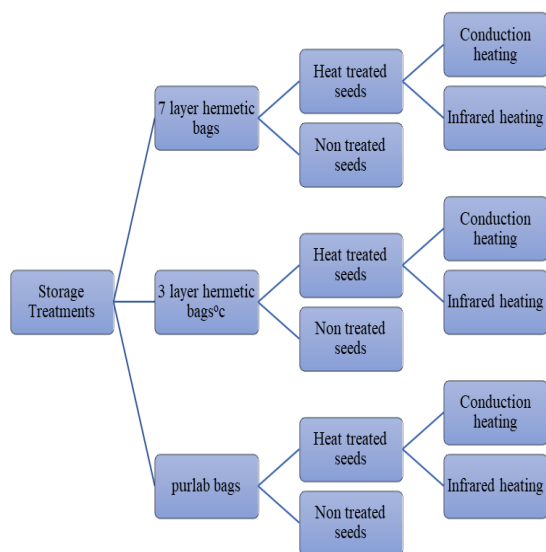 Storage
Treatments
7 layer hermetic
bags
Heat treated
seeds
Conduction
heating
Infrared heating
Non treated
seeds
3 layer hermetic
bags⁰c
Heat treated
seeds
Conduction
heating
Infrared heating
Non treated
seeds
purlab bags
Heat treated
seeds
Conduction
heating
Infrared heating
Non treated
seeds